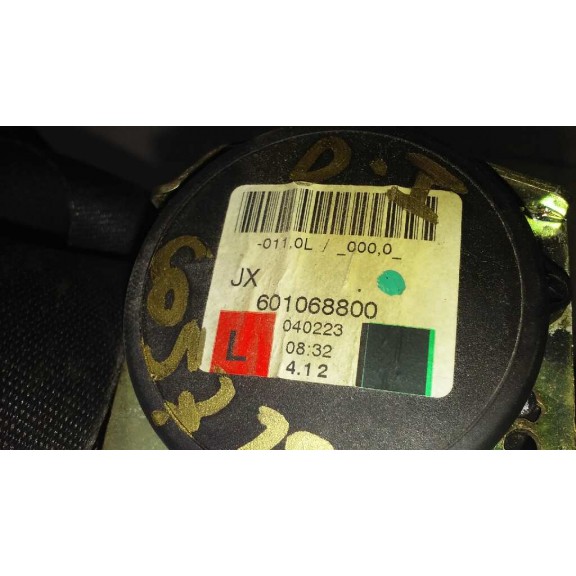 D.I
-011,0L / _000,0_
JX
601068800
L
040223
08:32
4.12